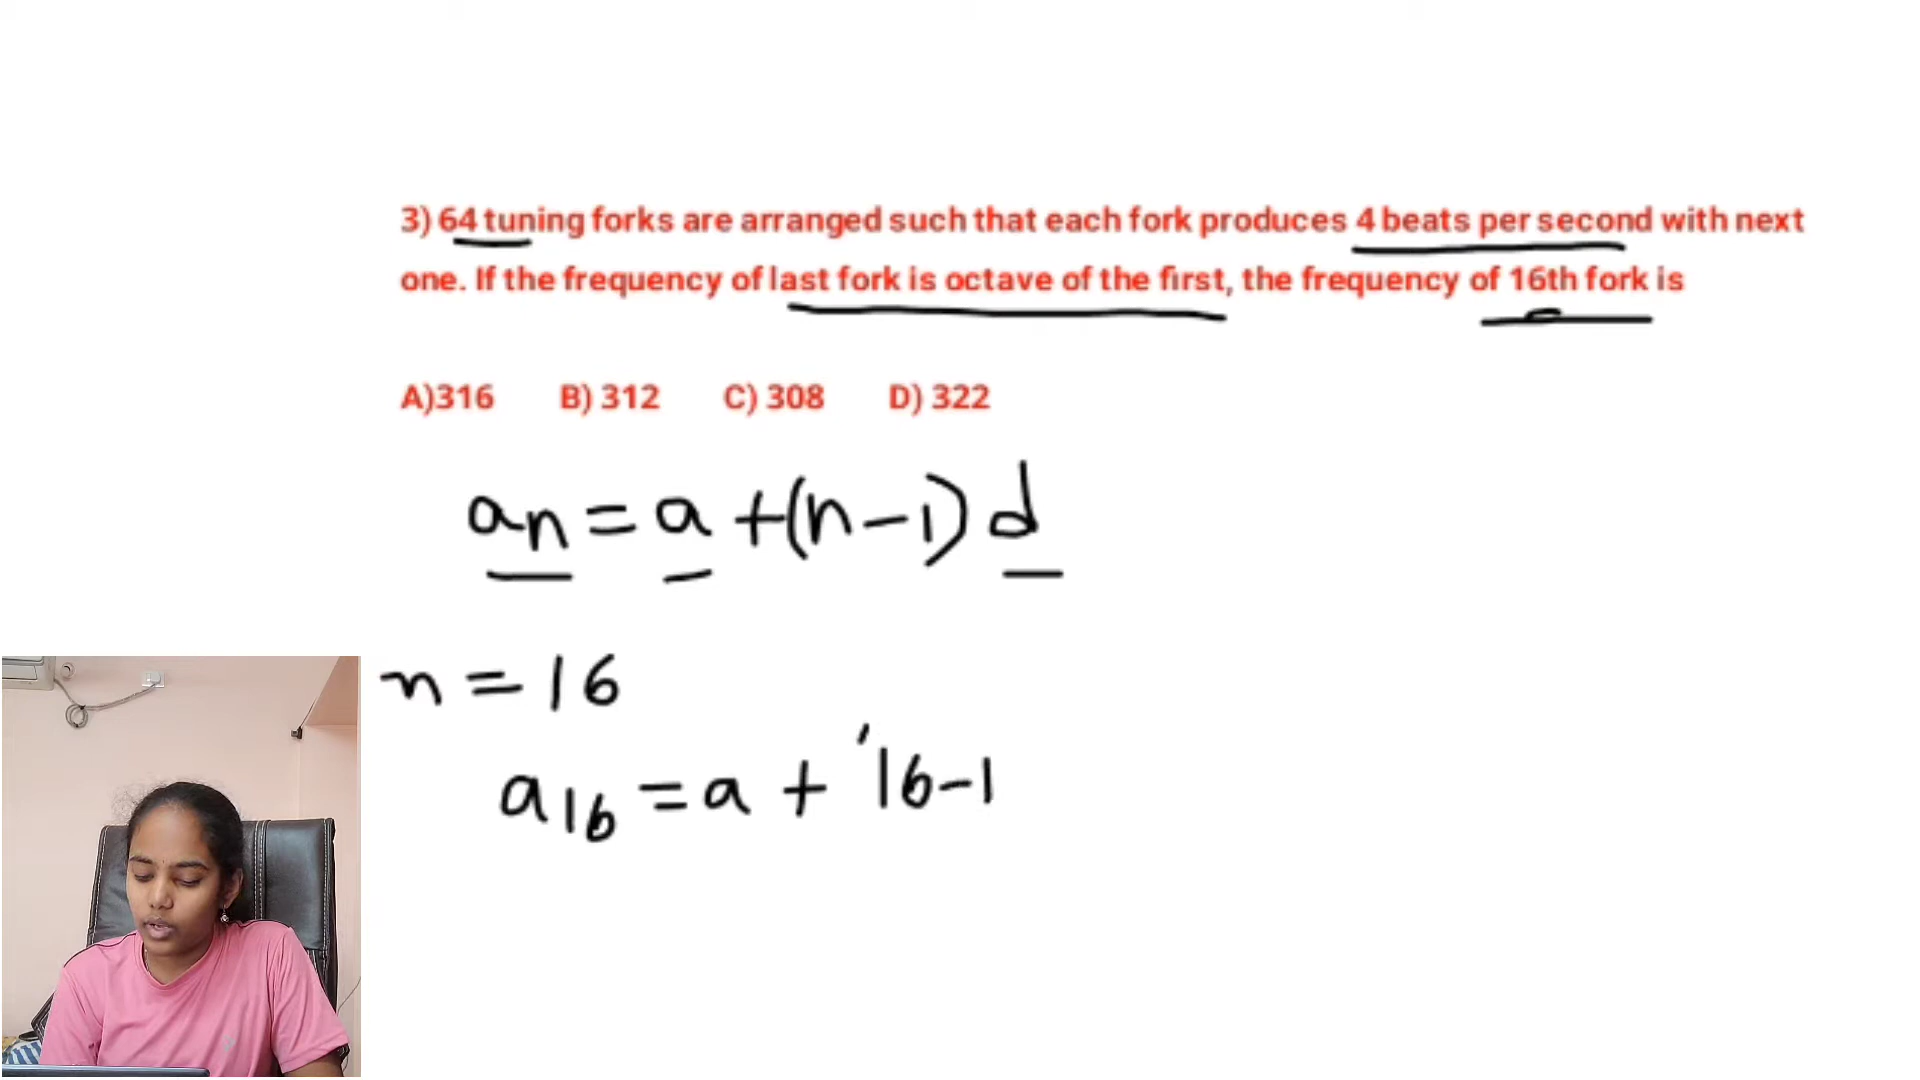 3) 64 tuning forks are arranged such that each fork produces 4 beats per second with next
one. If the frequency of last fork is octave of the first, the frequency of 16th fork is
A)316 B) 312 C) 308 D) 322
an = a +(n-1) d
n = 16
a16 = a + '16-1